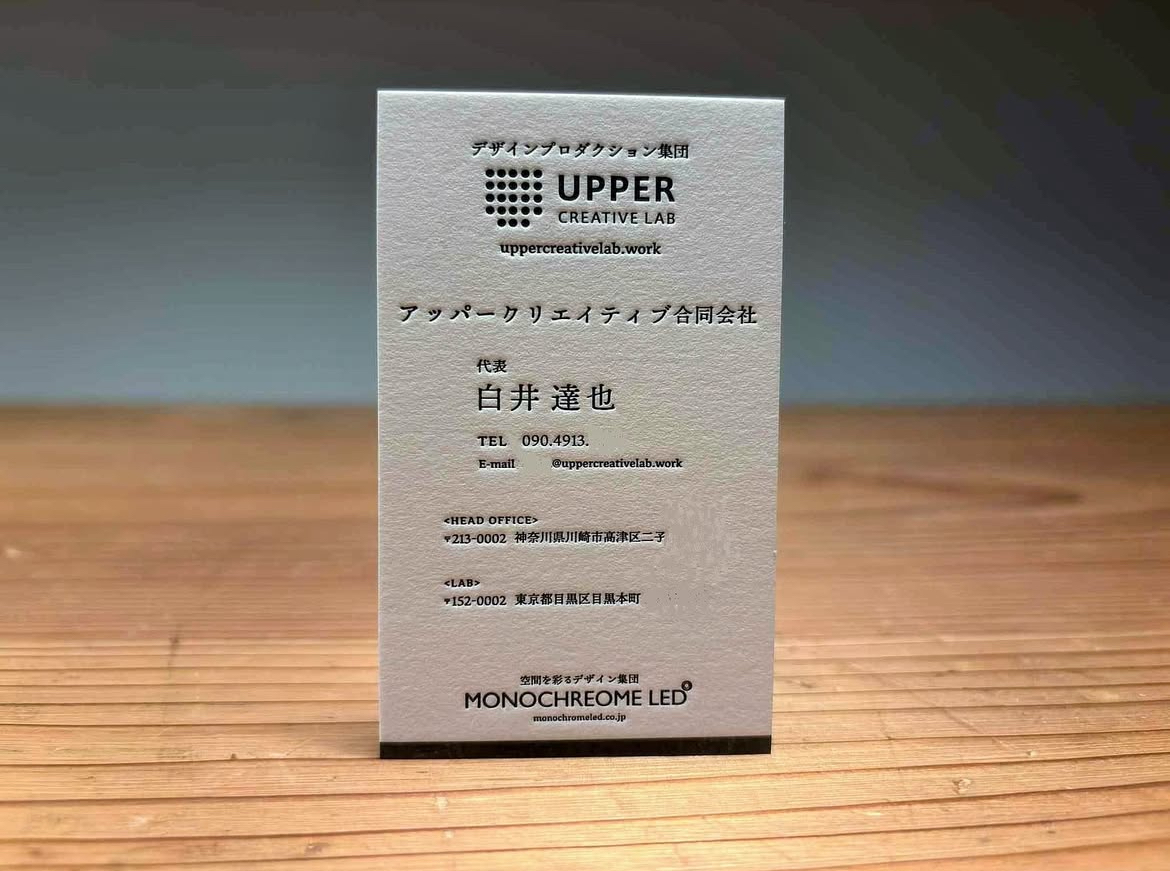 デザインプロダクション集団
UPPER
CREATIVE LAB
uppercreativelab.work
アッパークリエイティブ合同会社
代表
白井 達也
TEL 090.4913.
E-mail @uppercreativelab.work
<HEAD OFFICE>
〒213-0002 神奈川県川崎市高津区二子
<LAB>
〒152-0002 東京都目黒区目黒本町
空間を彩るデザイン集団
MONOCHREOME LED
monochromeled.co.jp